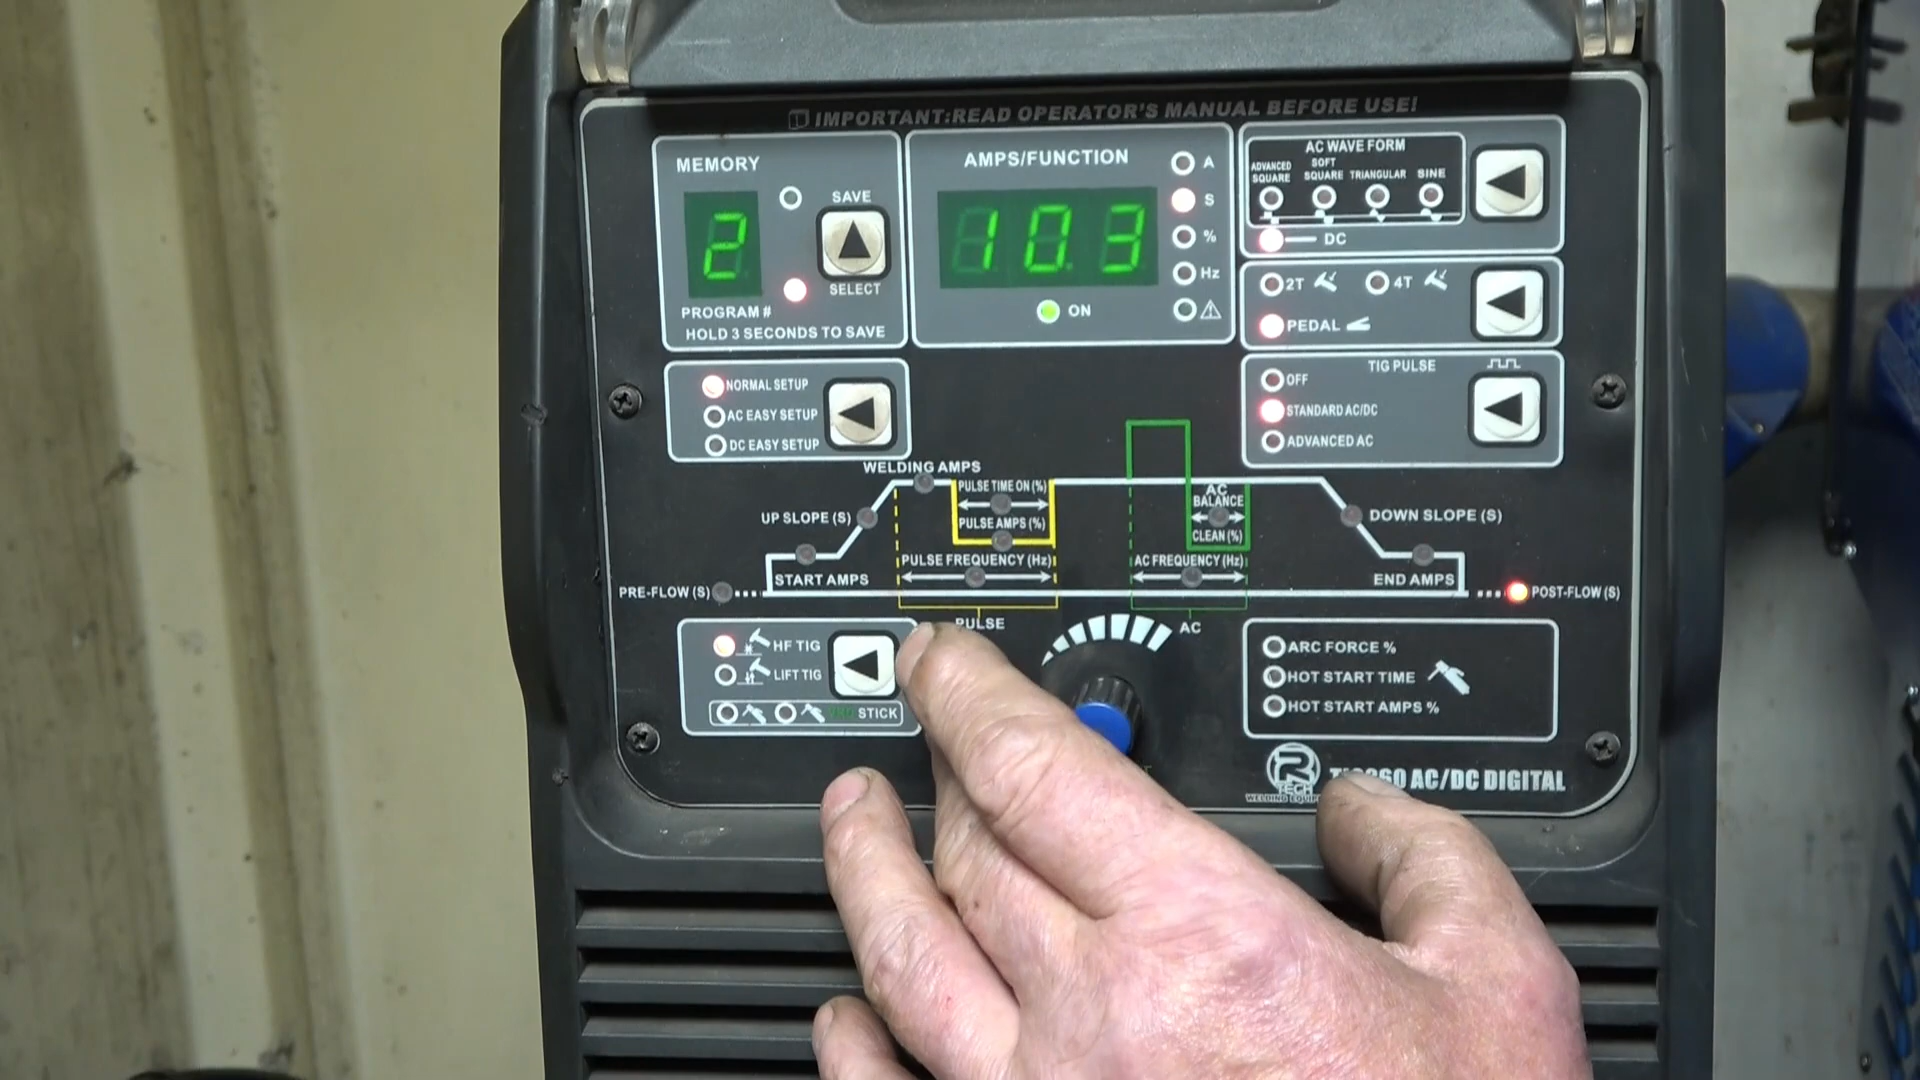 IMPORTANT:READ OPERATOR'S MANUAL BEFORE USE!
MEMORY
SAVE
2
SELECT
PROGRAM #
HOLD 3 SECONDS TO SAVE
AMPS/FUNCTION
103
ON
A
S
%
Hz
AC WAVE FORM
ADVANCED SQUARE
SOFT SQUARE
TRIANGULAR
SINE
DC
2T
4T
PEDAL
NORMAL SETUP
AC EASY SETUP
DC EASY SETUP
TIG PULSE
OFF
STANDARD AC/DC
ADVANCED AC
WELDING AMPS
PULSE TIME ON (%)
UP SLOPE (S)
PULSE AMPS (%)
AC
BALANCE
CLEAN (%)
DOWN SLOPE (S)
PULSE FREQUENCY (Hz)
AC FREQUENCY (Hz)
START AMPS
END AMPS
PRE-FLOW (S)
POST-FLOW (S)
PULSE
AC
HF TIG
LIFT TIG
STICK
ARC FORCE %
HOT START TIME
HOT START AMPS %
TECH
WELDING
AC/DC DIGITAL